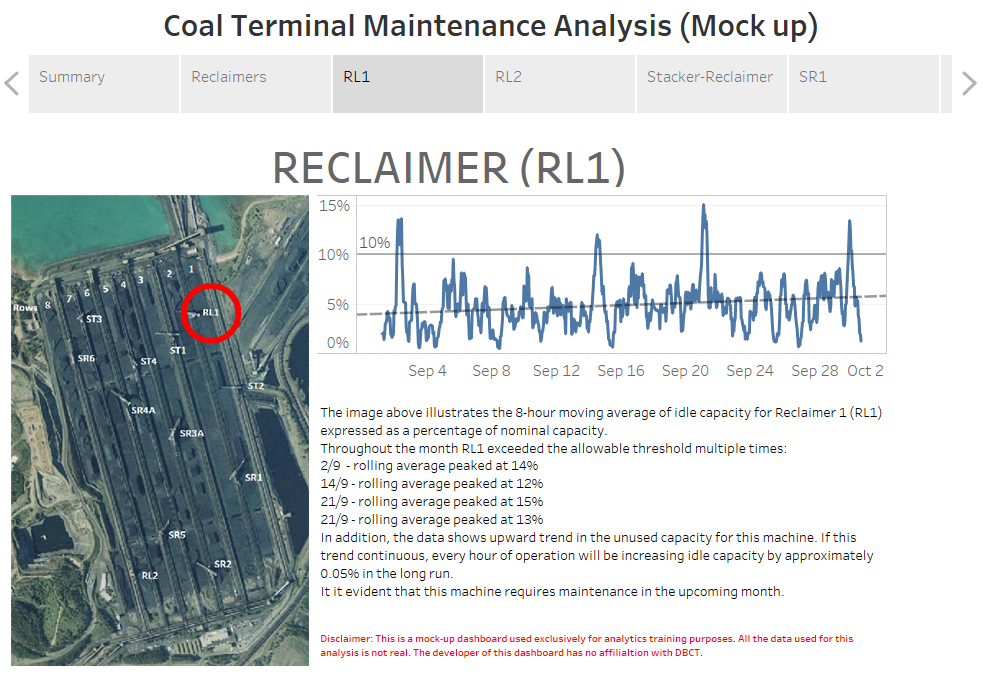 Coal Terminal Maintenance Analysis (Mock up)
Summary
Reclaimers
RL1
RL2
Stacker-Reclaimer
SR1
RECLAIMER (RL1)
Rows 8 7 6 5 4 3 2 1
RL1
ST3
ST1
SR6
ST4
ST2
SR4A
SR3A
SR1
SR5
SR2
RL2
15%
10%
10%
5%
0%
Sep 4 Sep 8 Sep 12 Sep 16 Sep 20 Sep 24 Sep 28 Oct 2
The image above illustrates the 8-hour moving average of idle capacity for Reclaimer 1 (RL1)
expressed as a percentage of nominal capacity.
Throughout the month RL1 exceeded the allowable threshold multiple times:
2/9 - rolling average peaked at 14%
14/9 - rolling average peaked at 12%
21/9 - rolling average peaked at 15%
21/9 - rolling average peaked at 13%
In addition, the data shows upward trend in the unused capacity for this machine. If this
trend continuous, every hour of operation will be increasing idle capacity by approximately
0.05% in the long run.
It it evident that this machine requires maintenance in the upcoming month.
Disclaimer: This is a mock-up dashboard used exclusively for analytics training purposes. All the data used for this
analysis is not real. The developer of this dashboard has no affilialtion with DBCT.